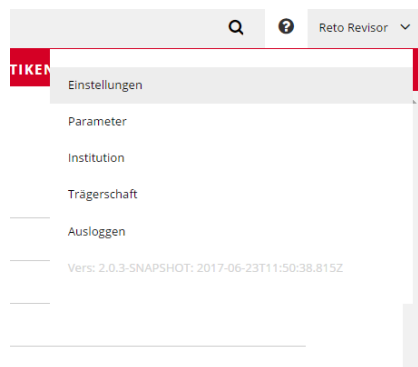 Reto Revisor
TIKEN
Einstellungen
Parameter
Institution
Trägerschaft
Ausloggen
Vers: 2.0.3-SNAPSHOT: 2017-06-23T11:50:38.815Z